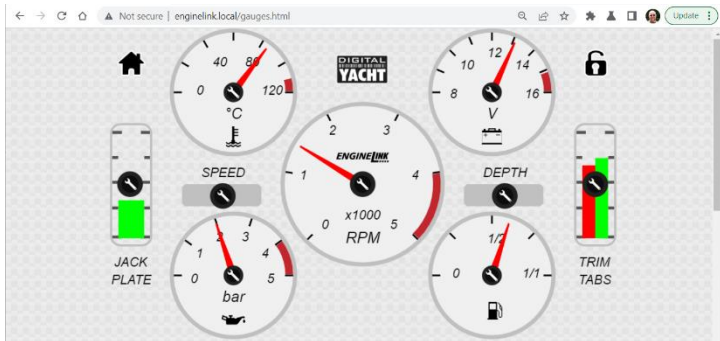 Not secure | enginelink.local/gauges.html
Update
40 80
0 120
°C
DIGITAL
YACHT
10 12 14
8 16
V
2 3
ENGINELINK
1 4
0 x1000 5
RPM
SPEED
DEPTH
1 2 3 4
0 5
bar
1/2
0 1/1
JACK
PLATE
TRIM
TABS